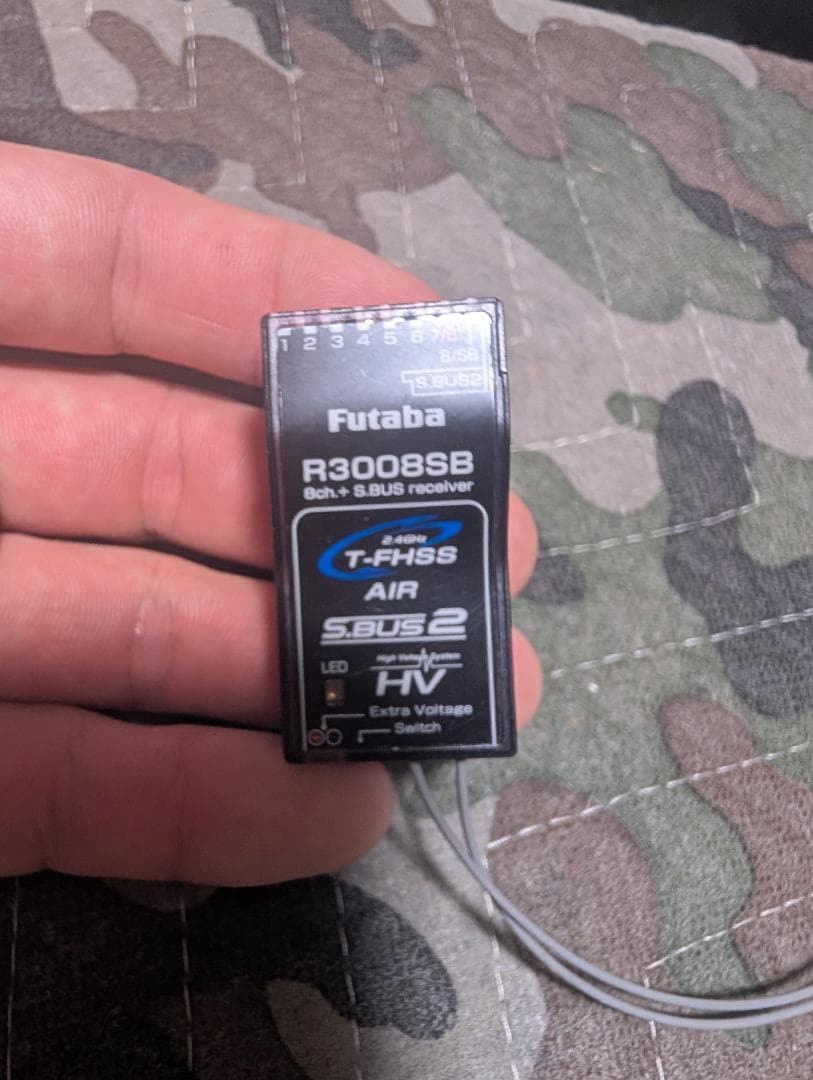 1 2 3 4 5 6 7/B
8/SB
S.BUS2
Futaba
R3008SB
8ch.+ S.BUS receiver
2.4GHz
T-FHSS
AIR
S.BUS2
LED
High Voltage System
HV
Extra Voltage
Switch